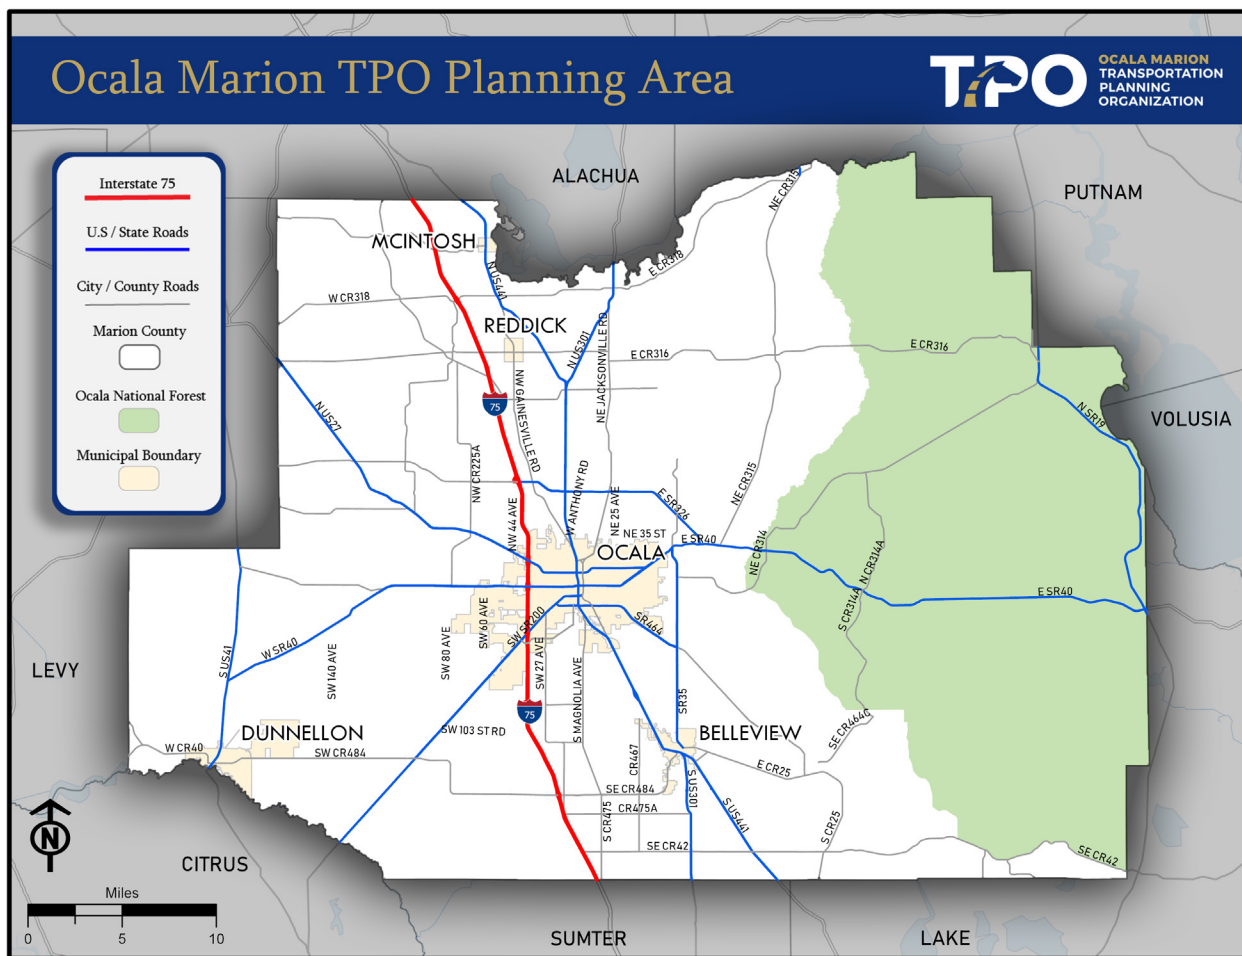 Ocala Marion TPO Planning Area
TPO
OCALA MARION
TRANSPORTATION
PLANNING
ORGANIZATION
Interstate 75
U.S / State Roads
City / County Roads
Marion County
Ocala National Forest
Municipal Boundary
ALACHUA
PUTNAM
VOLUSIA
LEVY
CITRUS
SUMTER
LAKE
MCINTOSH
REDDICK
OCALA
DUNNELLON
BELLEVIEW
NE CR315
E CR318
W CR318
N US441
N US301
NE JACKSONVILLE RD
E CR316
E CR316
N SR19
N US27
75
NW GAINESVILLE RD
NW CR225A
NW 44 AVE
W ANTHONY RD
NE 25 AVE
NE 35 ST
E SR326
NE CR315
E SR40
NE CR314
N CR314A
S CR314A
E SR40
S US41
W SR40
SW 140 AVE
SW 80 AVE
SW 60 AVE
SW SR200
SW 27 AVE
S MAGNOLIA AVE
SR464
SR35
75
SW 103 ST RD
W CR40
SW CR484
SE CR484
CR467
CR475A
S CR475
S US301
S US441
E CR25
S CR25
SE CR464C
SE CR42
SE CR42
N
Miles
0
5
10